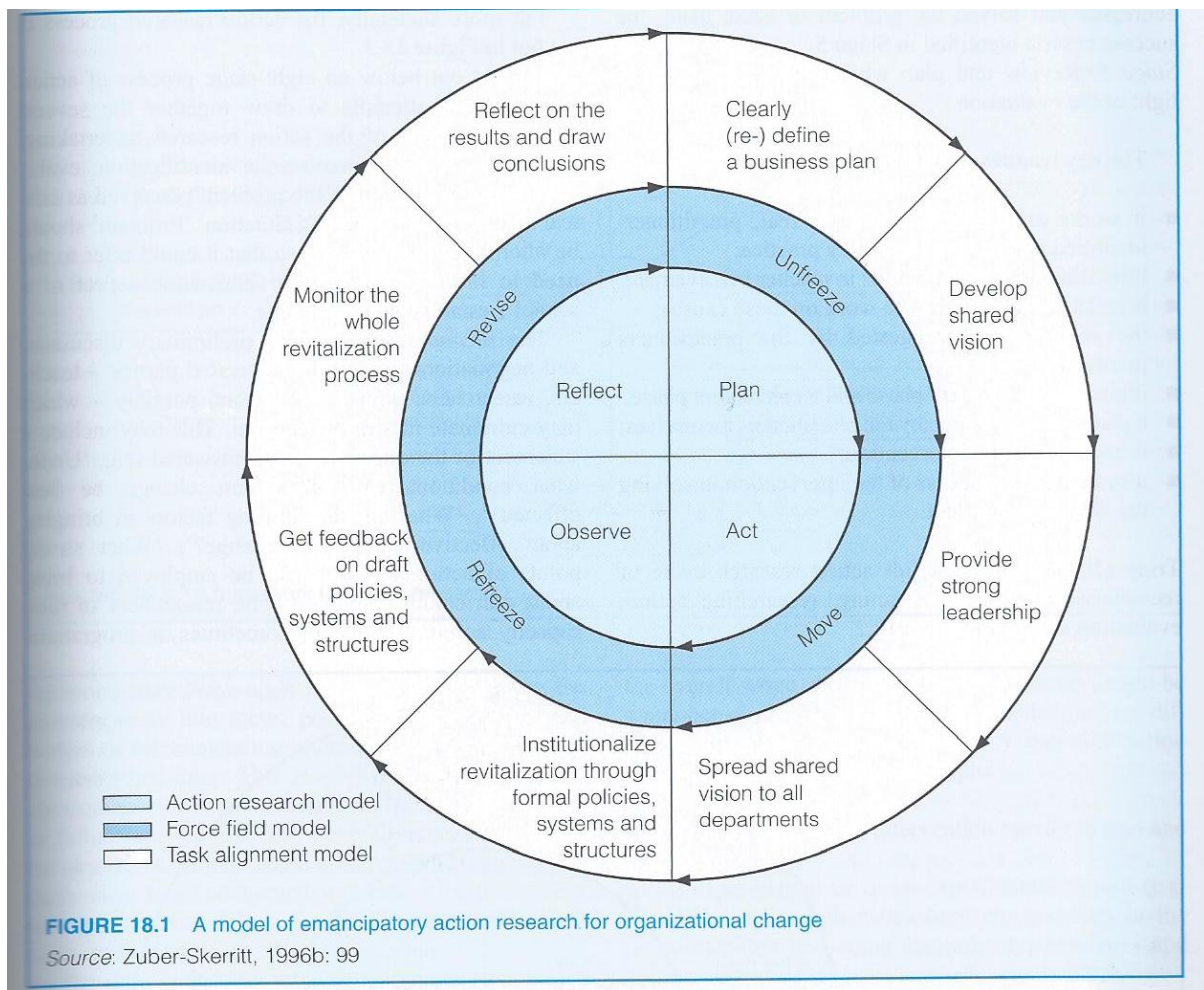 Reflect on the
results and draw
conclusions
Clearly
(re-) define
a business plan
Develop
shared
vision
Provide
strong
leadership
Spread shared
vision to all
departments
Institutionalize
revitalization through
formal policies,
systems and
structures
Get feedback
on draft
policies,
systems and
structures
Monitor the
whole
revitalization
process
Revise
Unfreeze
Move
Refreeze
Reflect
Plan
Act
Observe
Action research model
Force field model
Task alignment model
FIGURE 18.1 A model of emancipatory action research for organizational change
Source: Zuber-Skerritt, 1996b: 99